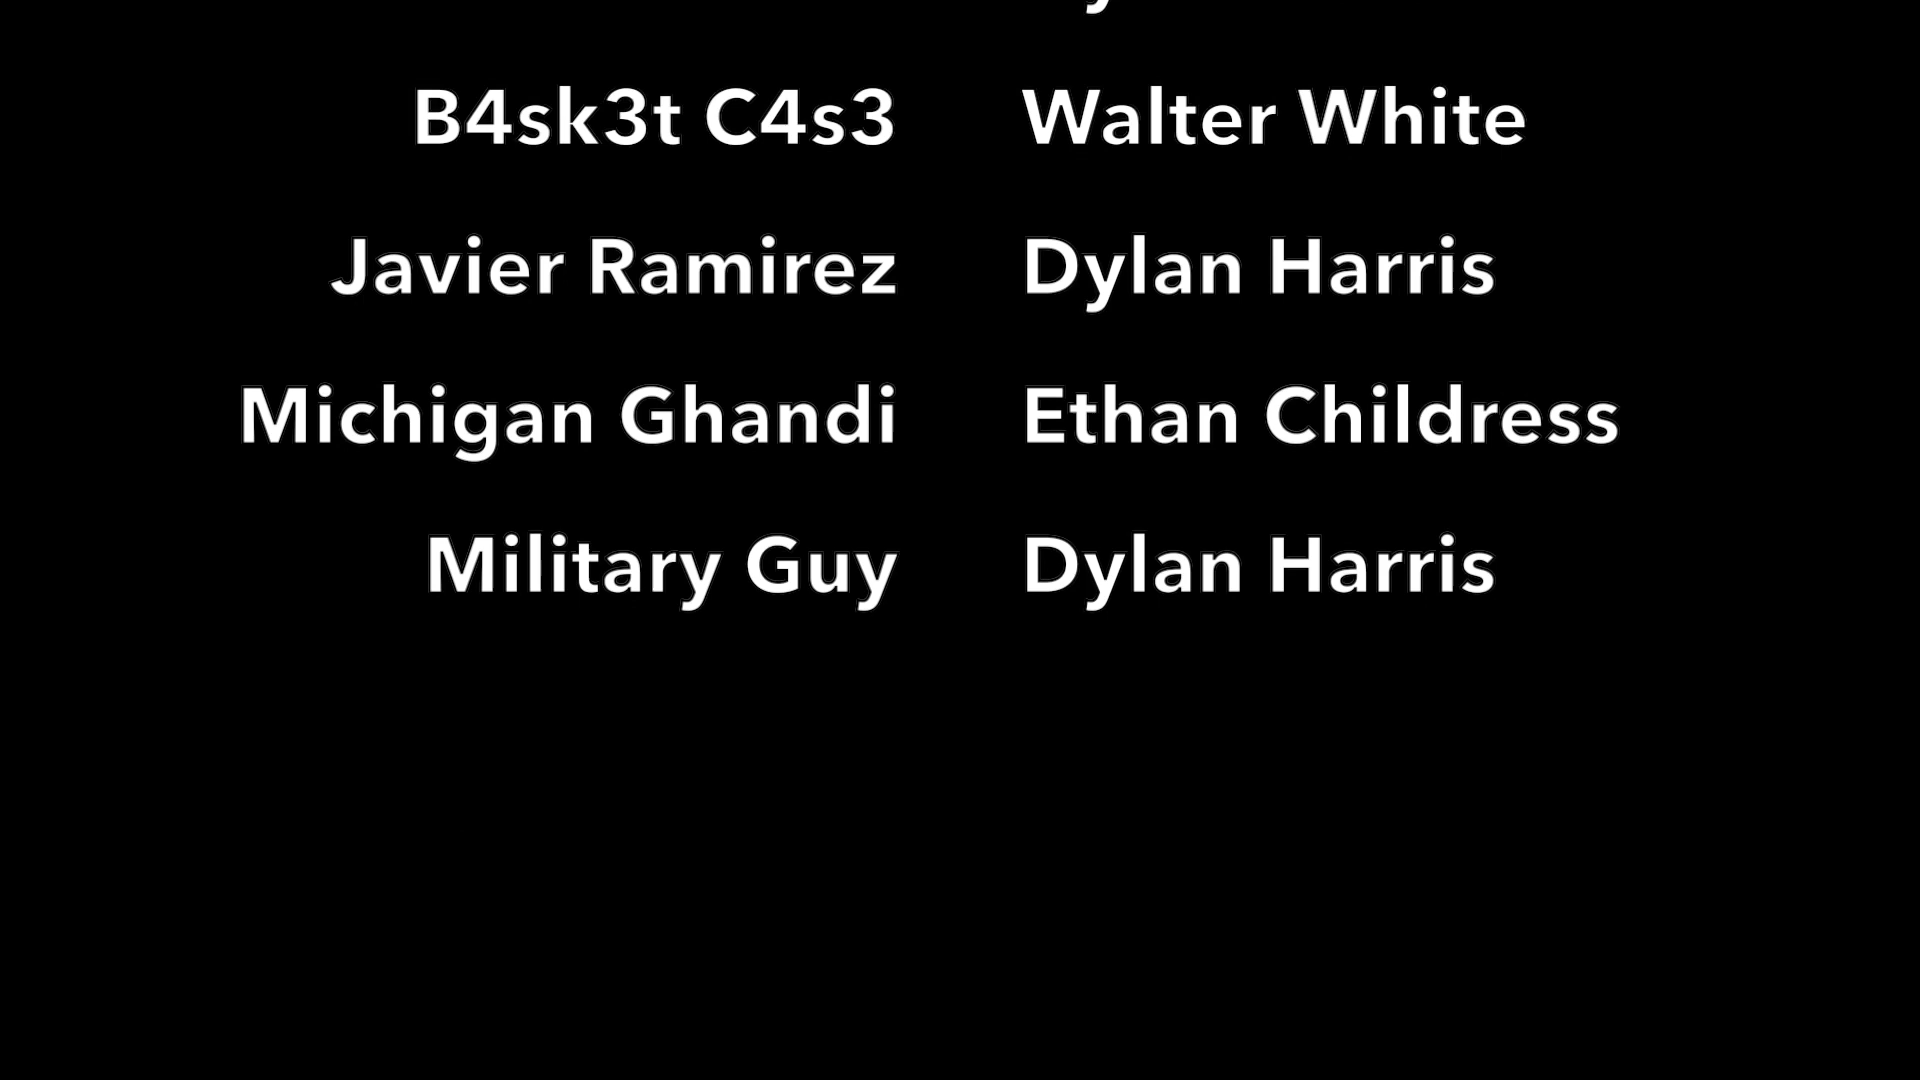 B4sk3t C4s3 Walter White
Javier Ramirez Dylan Harris
Michigan Ghandi Ethan Childress
Military Guy Dylan Harris